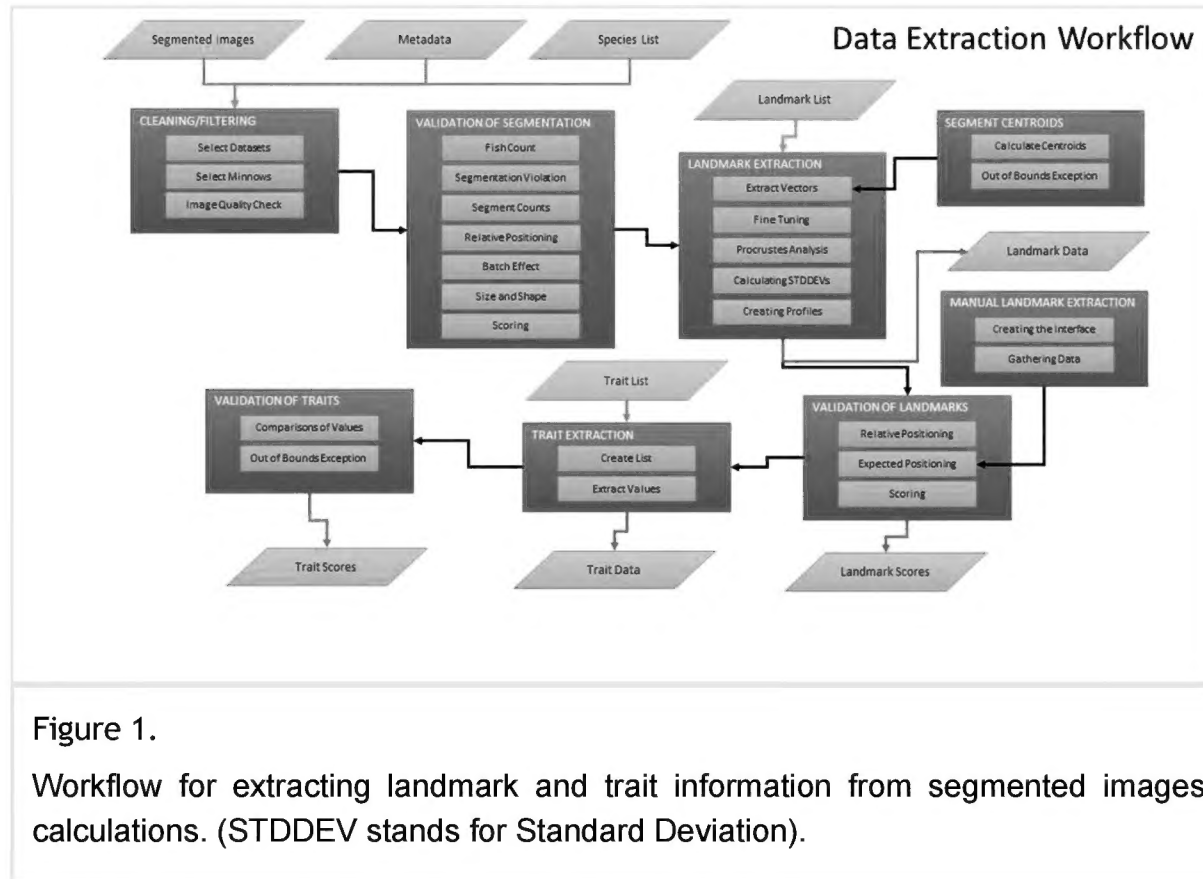 Data Extraction Workflow
Segmented Images
Metadata
Species List
CLEANING/FILTERING
Select Datasets
Select Minnows
Image Quality Check
VALIDATION OF SEGMENTATION
Fish Count
Segmentation Violation
Segment Counts
Relative Positioning
Batch Effect
Size and Shape
Scoring
Landmark List
LANDMARK EXTRACTION
Extract Vectors
Fine Tuning
Procrustes Analysis
Calculating STDDEVs
Creating Profiles
SEGMENT CENTROIDS
Calculate Centroids
Out of Bounds Exception
Landmark Data
MANUAL LANDMARK EXTRACTION
Creating the Interface
Gathering Data
VALIDATION OF LANDMARKS
Relative Positioning
Expected Positioning
Scoring
Landmark Scores
Trait List
TRAIT EXTRACTION
Create List
Extract Values
Trait Data
VALIDATION OF TRAITS
Comparisons of Values
Out of Bounds Exception
Trait Scores
Figure 1.
Workflow for extracting landmark and trait information from segmented images
calculations. (STDDEV stands for Standard Deviation).